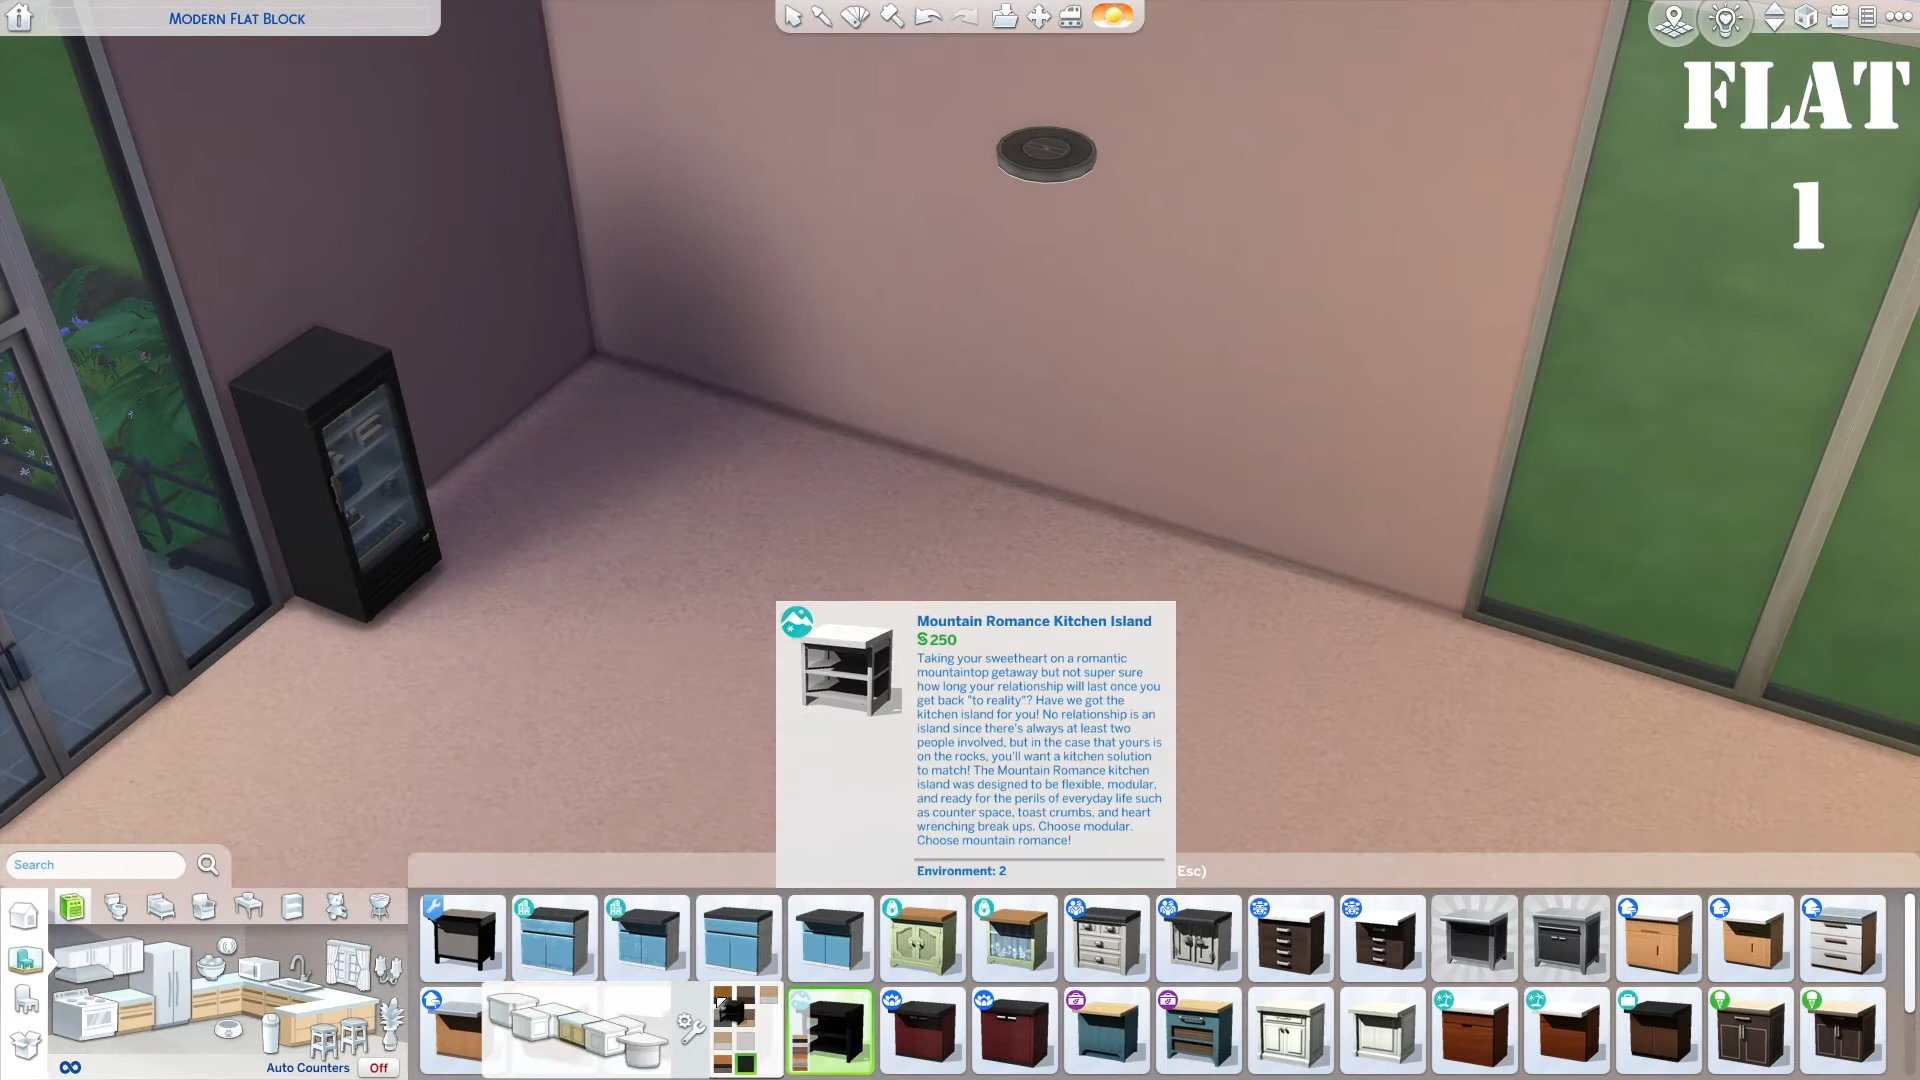 MODERN FLAT BLOCK
FLAT
1
Mountain Romance Kitchen Island
§250
Taking your sweetheart on a romantic
mountaintop getaway but not super sure
how long your relationship will last once you
get back "to reality"? Have we got the
kitchen island for you! No relationship is an
island since there's always at least two
people involved, but in the case that yours is
on the rocks, you'll want a kitchen solution
to match! The Mountain Romance kitchen
island was designed to be flexible, modular,
and ready for the perils of everyday life such
as counter space, toast crumbs, and heart
wrenching break ups. Choose modular.
Choose mountain romance!
Environment: 2
Esc)
Search
Auto Counters Off